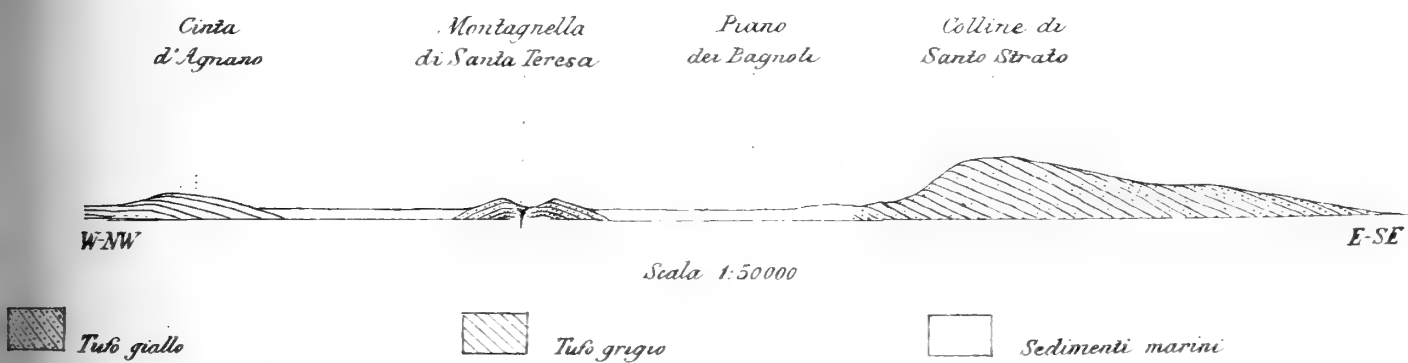 Cinta
d'Agnano
Montagnella
di Santa Teresa
Piano
dei Bagnoli
Colline di
Santo Strato
W-NW
E-SE
Scala 1:50000
Tufo giallo
Tufo grigio
Sedimenti marini